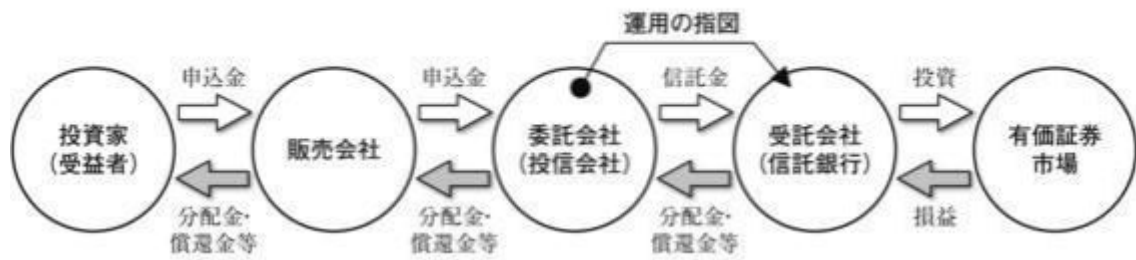 運用の指図
申込金
申込金
信託金
投資
投資家
（受益者）
販売会社
委託会社
（投信会社）
受託会社
（信託銀行）
有価証券
市場
分配金・
償還金等
分配金・
償還金等
分配金・
償還金等
損益